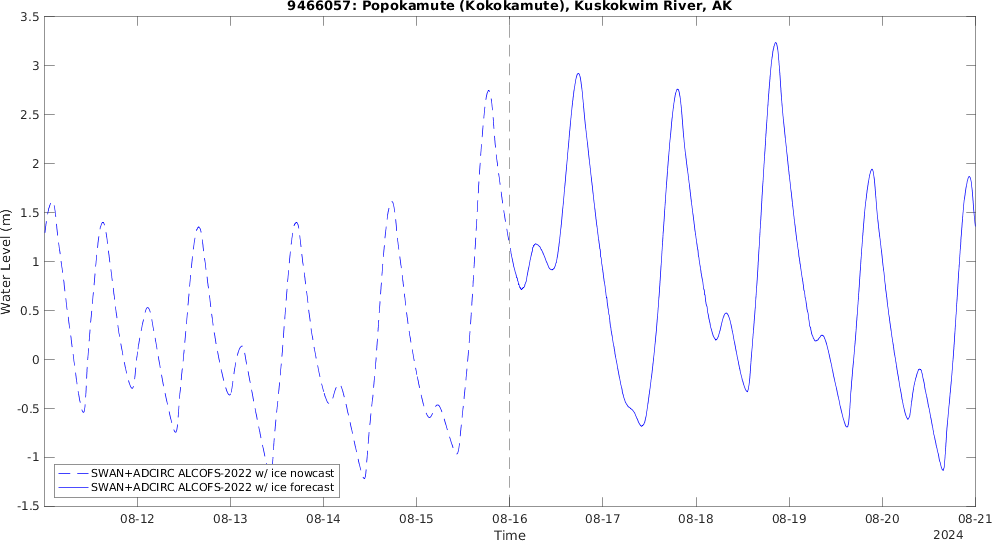 9466057: Popokamute (Kokokamute), Kuskokwim River, AK
3.5
3
2.5
2
1.5
1
0.5
0
-0.5
-1
-1.5
Water Level (m)
SWAN+ADCIRC ALCOFS-2022 w/ ice nowcast
SWAN+ADCIRC ALCOFS-2022 w/ ice forecast
08-12 08-13 08-14 08-15 08-16 08-17 08-18 08-19 08-20 08-21
Time
2024